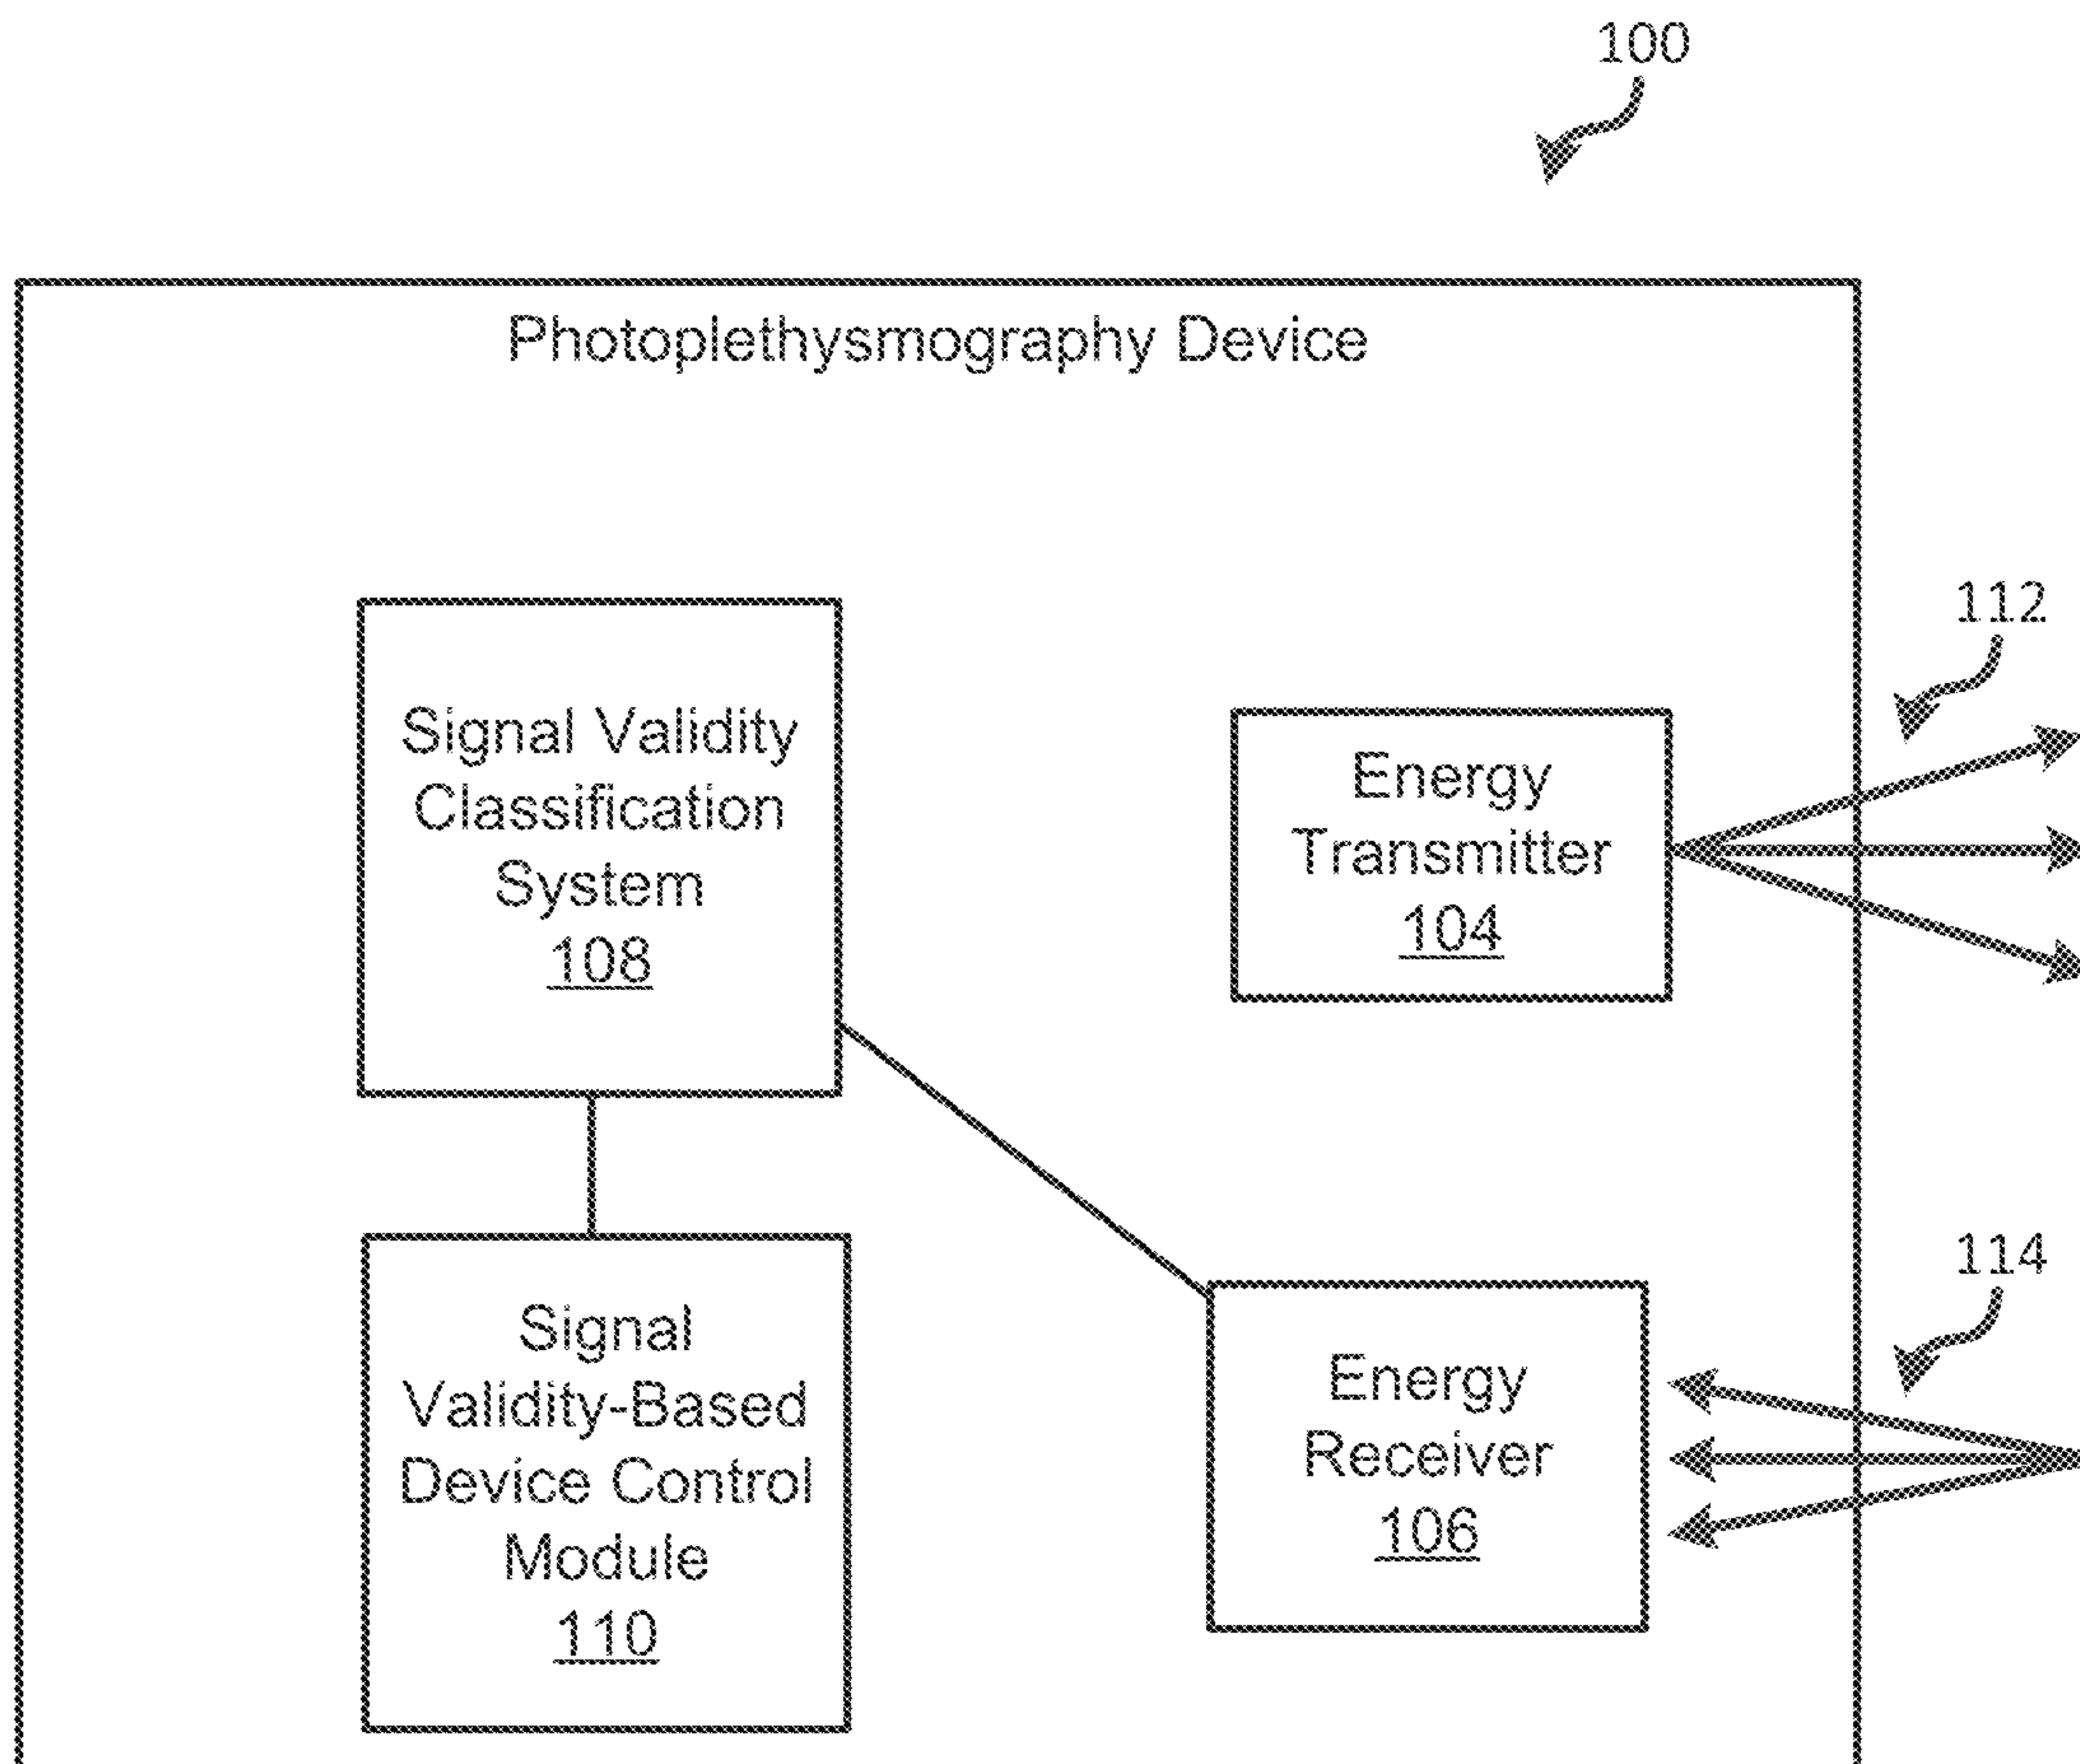 100
Photoplethysmography Device
112
Signal Validity
Classification
System
108
Energy
Transmitter
104
114
Signal
Validity-Based
Device Control
Module
110
Energy
Receiver
106